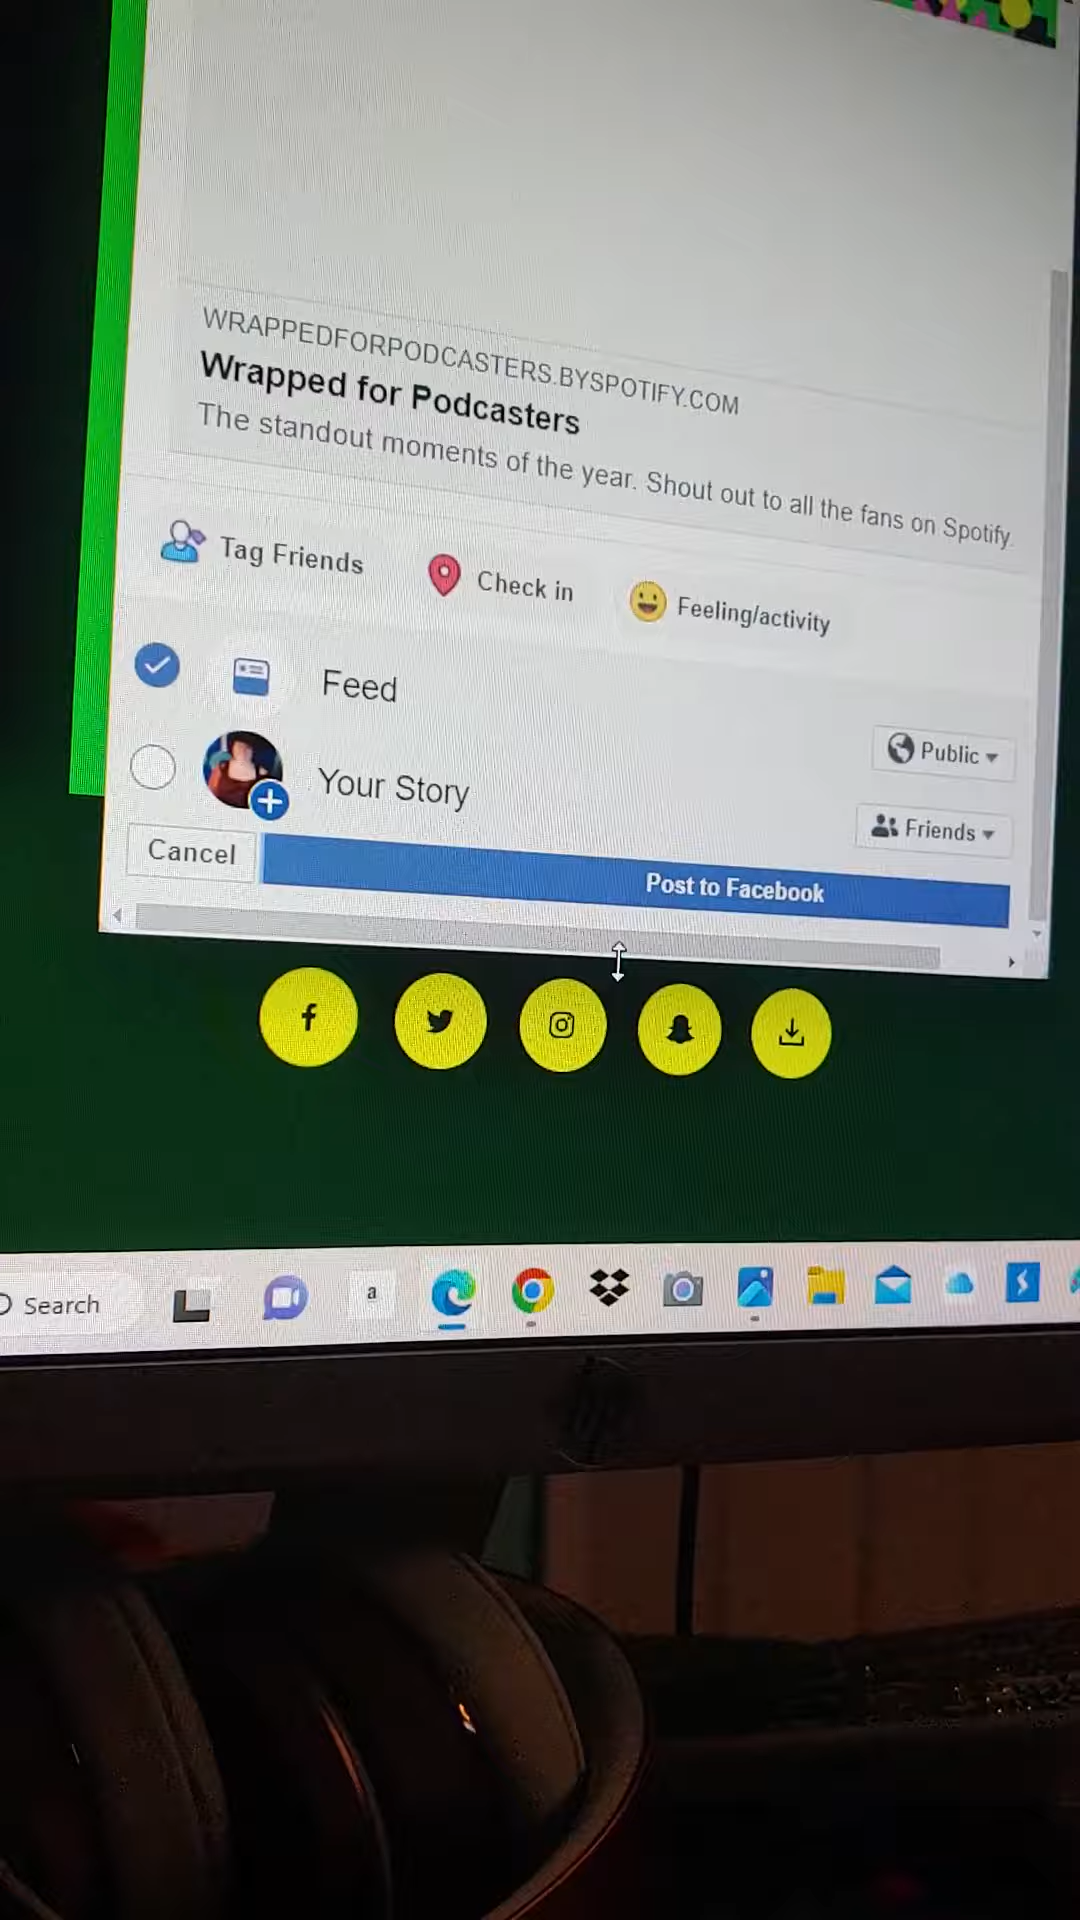 WRAPPEDFORPODCASTERS.BYSPOTIFY.COM
Wrapped for Podcasters
The standout moments of the year. Shout out to all the fans on Spotify.
Tag Friends
Check in
Feeling/activity
Feed
Public
Your Story
Friends
Cancel
Post to Facebook
Search
a